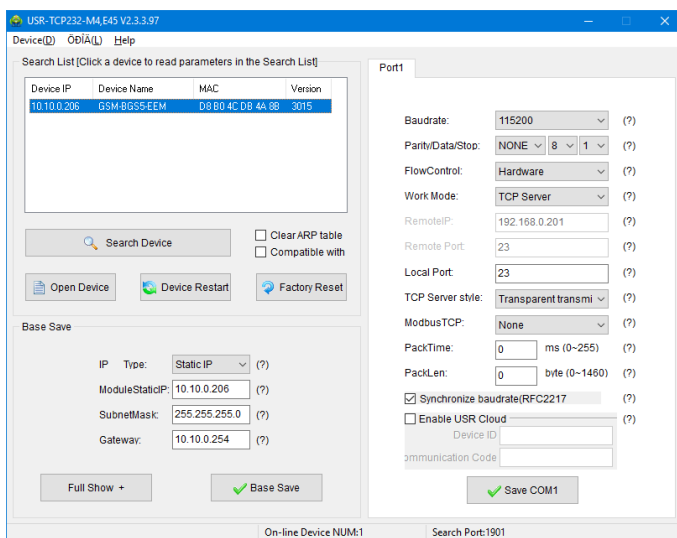 USR-TCP232-M4,E45 V2.3.3.97
Device(D) ÖÐÎÄ(L) Help
Search List [Click a device to read parameters in the Search List]
Device IP Device Name MAC Version
10.10.0.206 GSM-BGS5-EEM D8 B0 4C DB 4A 8B 3015
Search Device
Clear ARP table
Compatible with
Open Device
Device Restart
Factory Reset
Base Save
IP Type: Static IP (?)
ModuleStaticIP: 10.10.0.206 (?)
SubnetMask: 255.255.255.0 (?)
Gateway: 10.10.0.254 (?)
Full Show +
Base Save
Port1
Baudrate: 115200 (?)
Parity/Data/Stop: NONE 8 1 (?)
FlowControl: Hardware (?)
Work Mode: TCP Server (?)
RemoteIP: 192.168.0.201 (?)
Remote Port: 23 (?)
Local Port: 23 (?)
TCP Server style: Transparent transmi (?)
ModbusTCP: None (?)
PackTime: 0 ms (0~255) (?)
PackLen: 0 byte (0~1460) (?)
Synchronize baudrate(RFC2217 (?)
Enable USR Cloud (?)
Device ID
ommunication Code
Save COM1
On-line Device NUM:1 Search Port:1901